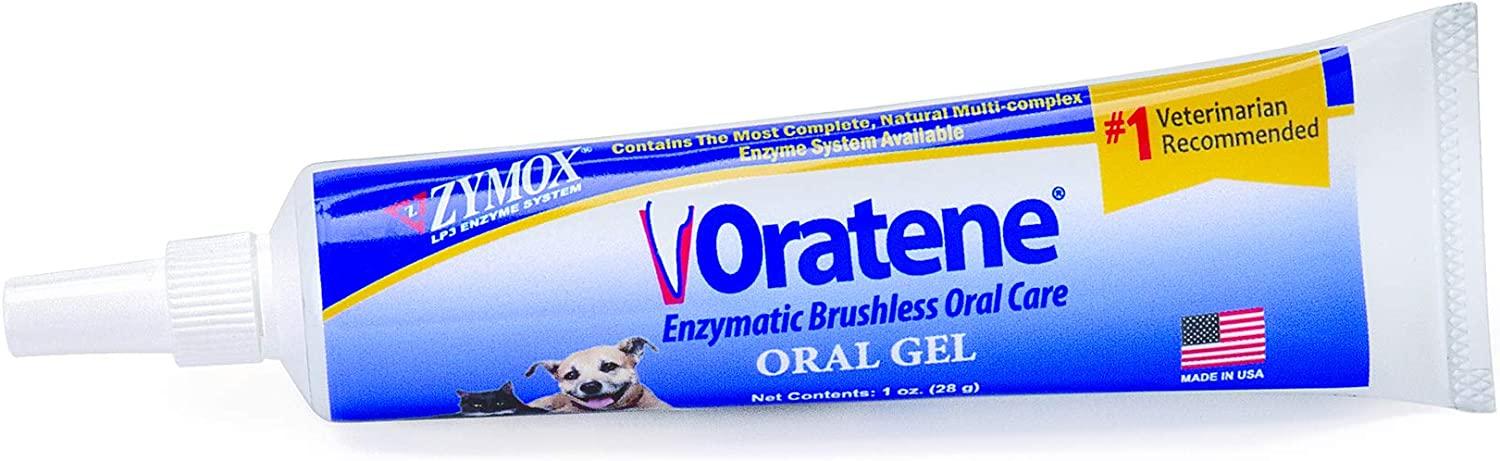 Z ZYMOX®
LP3 ENZYME SYSTEM
Contains The Most Complete, Natural Multi-complex
Enzyme System Available
#1 Veterinarian
Recommended
Oratene®
Enzymatic Brushless Oral Care
ORAL GEL
Net Contents: 1 oz. (28 g)
MADE IN USA